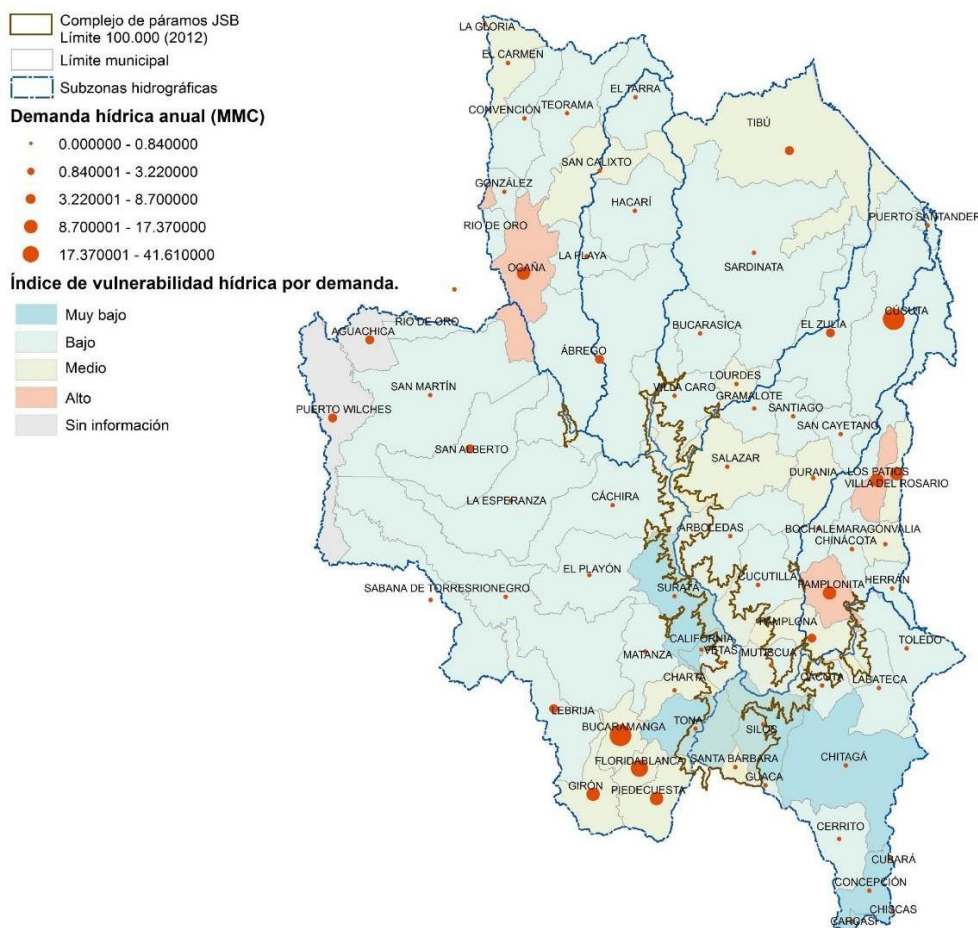 Complejo de páramos JSB
Límite 100.000 (2012)
Límite municipal
Subzonas hidrográficas
Demanda hídrica anual (MMC)
0.000000 - 0.840000
0.840001 - 3.220000
3.220001 - 8.700000
8.700001 - 17.370000
17.370001 - 41.610000
Índice de vulnerabilidad hídrica por demanda.
Muy bajo
Bajo
Medio
Alto
Sin información
LA GLORIA
EL CARMEN
EL TARRA
TEORAMA
CONVENCIÓN
TIBÚ
SAN CALIXTO
GONZÁLEZ
HACARÍ
PUERTO SANTANDER
RIO DE ORO
LA PLAYA
SARDINATA
OCAÑA
CÚSUTA
RIO DE ORO
AGUACHICA
BUCARASICA
EL ZULIA
ÁBREGO
LOURDES
SAN MARTÍN
VILLA CARO
GRAMALOTE
PUERTO WILCHES
SANTIAGO
SAN CAYETANO
SAN ALBERTO
SALAZAR
DURANIA
LOS PATIOS
VILLA DEL ROSARIO
LA ESPERANZA
CÁCHIRA
ARBOLEDAS
BOCHALEMARAGONVALIA
CHINÁCOTA
EL PLAYÓN
CUCUTILLA
HERRÁN
SABANA DE TORRESRIONEGRO
SURATÁ
PAMPLONITA
PAMPLONA
CALIFORNIA
TOLEDO
MATANZA
VETAS
MUTISCUA
CHARTA
CÁCOTA
LABATECA
LEBRIJA
BUCARAMANGA
TONA
SILOS
CHITAGÁ
FLORIDABLANCA
SANTA BÁRBARA
GIRÓN
PIEDECUESTA
GUACA
CERRITO
CUBARÁ
CONCEPCIÓN
CHISCAS
CARCASÍ